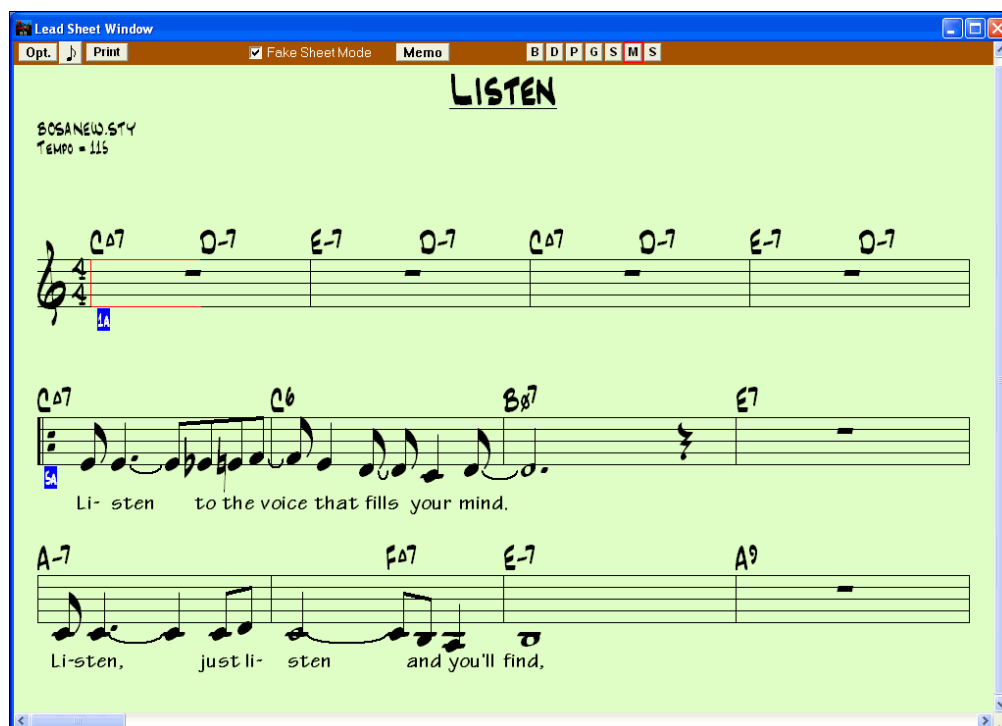 Lead Sheet Window
Opt. Print Fake Sheet Mode Memo B D P G S M S
LISTEN
BOSANEW.STY
TEMPO = 115
CΔ7 D-7 E-7 D-7 CΔ7 D-7 E-7 D-7
4
4
1A
CΔ7 C6 Bø7 E7
5A
Li- sten to the voice that fills your mind.
A-7 FΔ7 E-7 A9
Li-sten, just li- sten and you'll find,